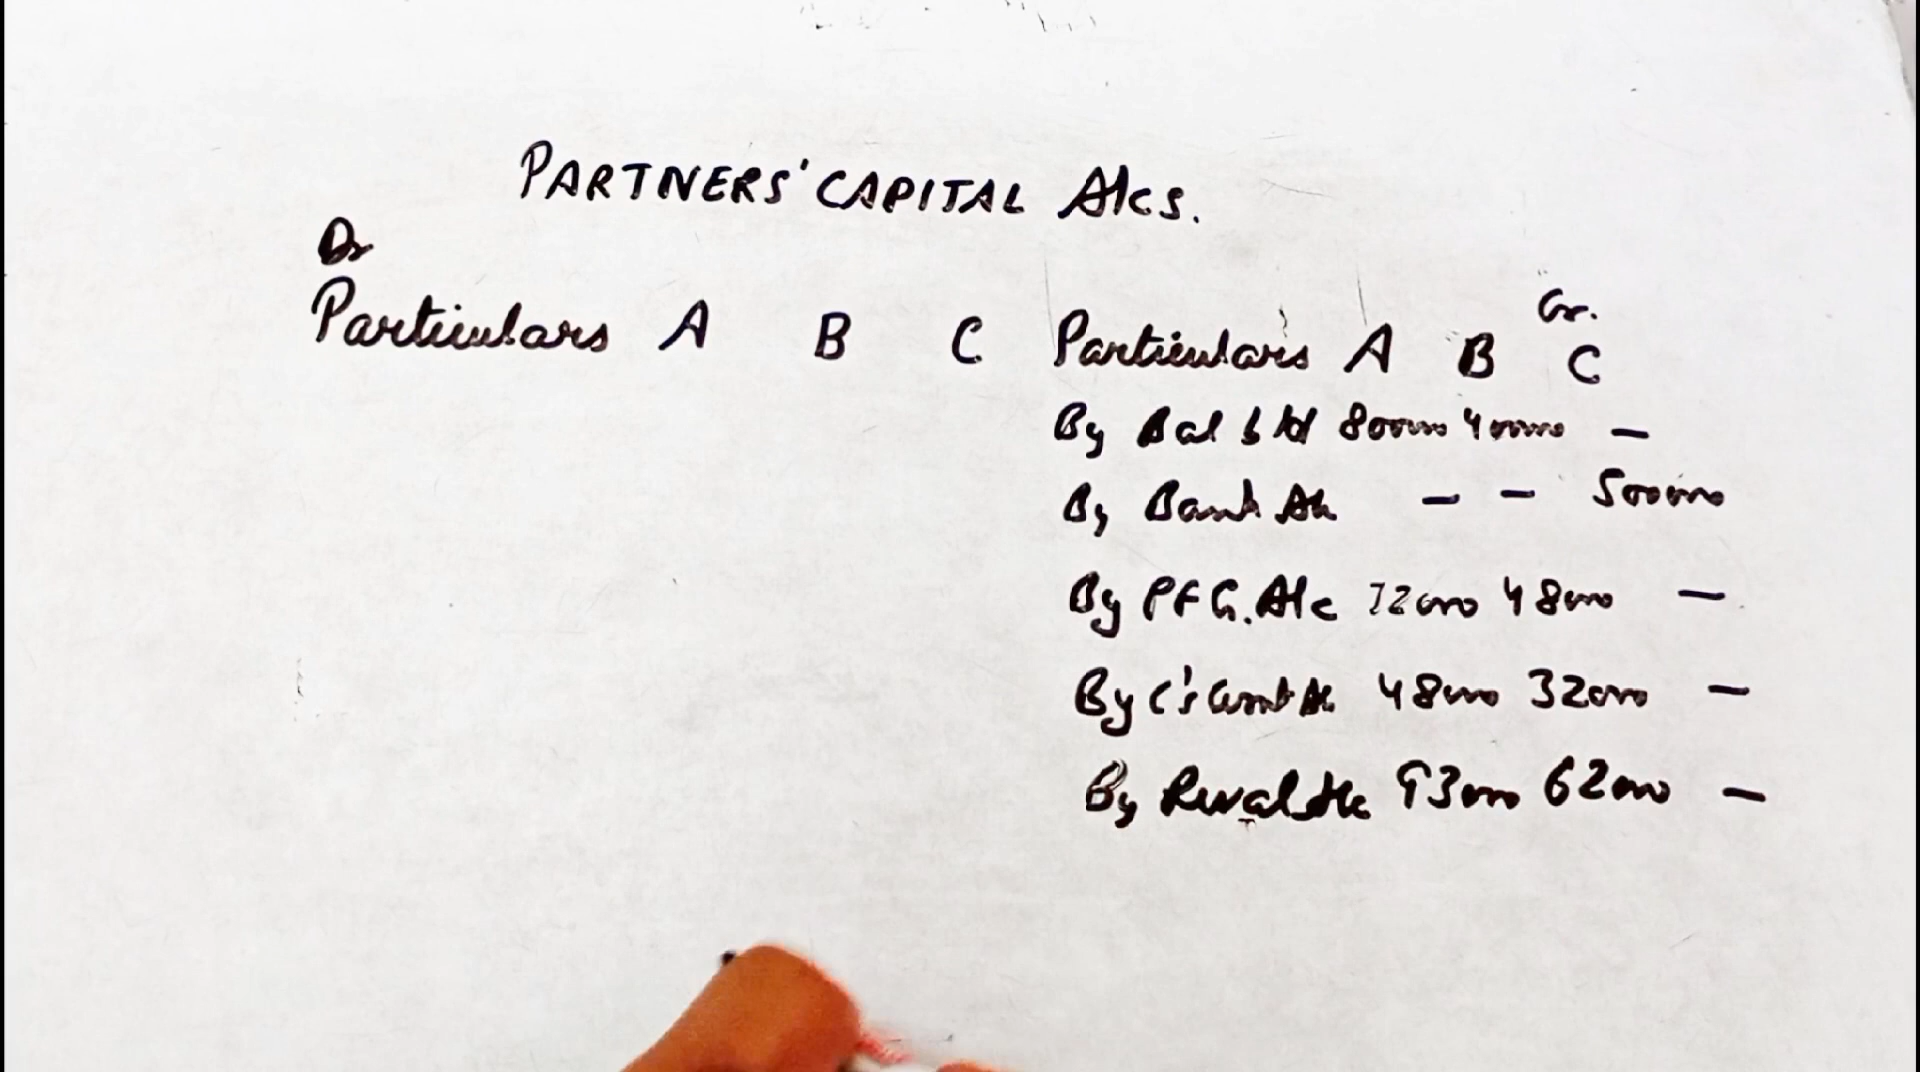 PARTNERS' CAPITAL A/cs.
Dr
Cr.
Particulars A B C Particulars A B C
By Bal b/d 80000 40000 —
By Bank A/c — — 50000
By PFG. A/c 72000 48000 —
By C's A/c 48000 32000 —
By Reval A/c 93000 62000 —